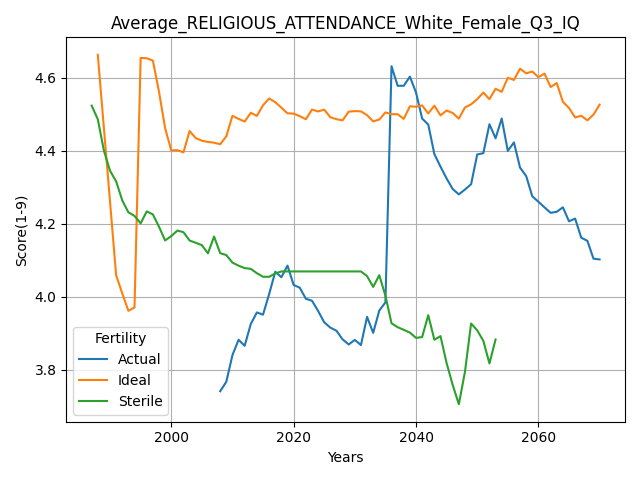 Average_RELIGIOUS_ATTENDANCE_White_Female_Q3_IQ
Score(1-9)
4.6
4.4
4.2
4.0
3.8
Fertility
Actual
Ideal
Sterile
2000
2020
2040
2060
Years